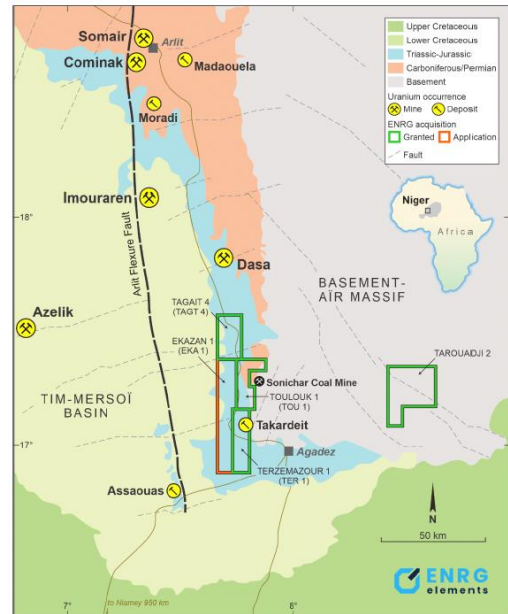 Somair
Arlit
Cominak
Madaouela
Moradi
Imouraren
18°
Arlit Flexure Fault
Dasa
Azelik
TAGAIT 4
(TAGT 4)
EKAZAN 1
(EKA 1)
TIM-MERSOÏ
BASIN
Sonichar Coal Mine
TOULOUK 1
(TOU 1)
Takardeit
17°
Agadez
TERZEMAZOUR 1
(TER 1)
Assaouas
to Niamey 950 km
7°
8°
BASEMENT-
AÏR MASSIF
TAROUADJI 2
Upper Cretaceous
Lower Cretaceous
Triassic-Jurassic
Carboniferous/Permian
Basement
Uranium occurrence
Mine
Deposit
ENRG acquisition
Granted
Application
Fault
Niger
Africa
N
50 km
ENRG
elements